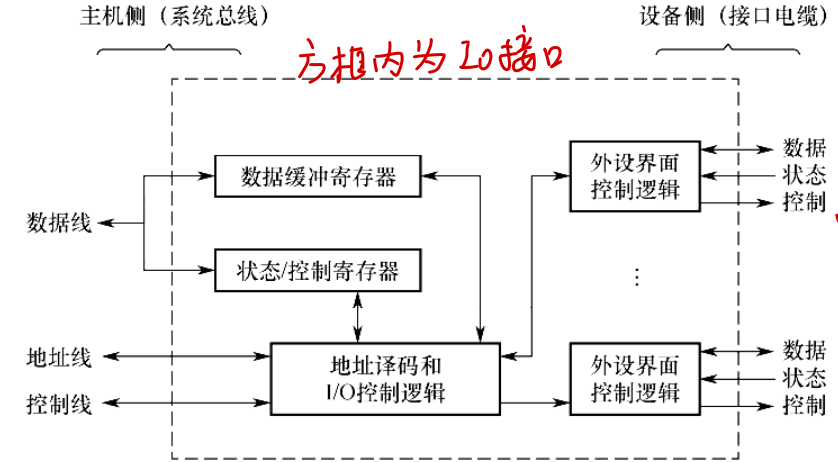 主机侧（系统总线）
设备侧（接口电缆）
方框内为IO接口
数据缓冲寄存器
外设界面
控制逻辑
数据
状态
控制
数据线
状态/控制寄存器
⋮
地址线
控制线
地址译码和
I/O控制逻辑
外设界面
控制逻辑
数据
状态
控制